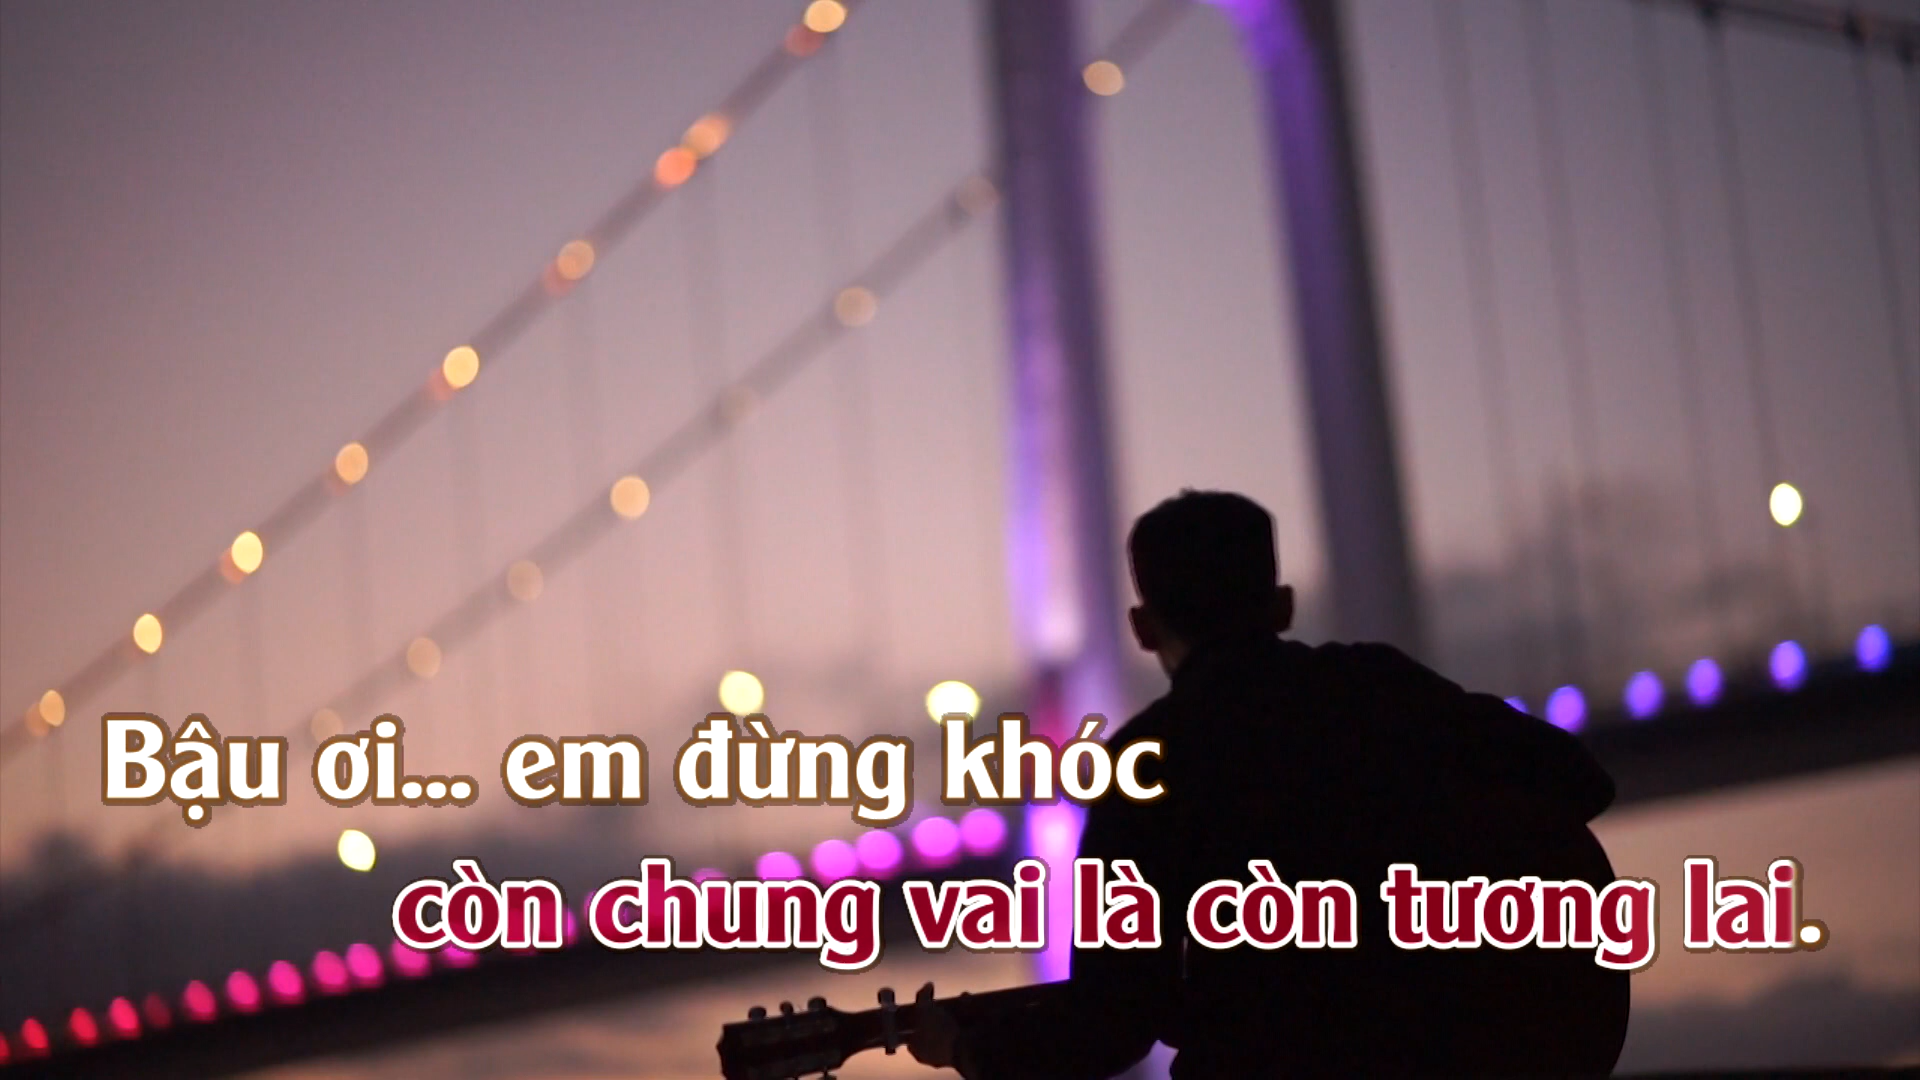 Bậu ơi... em đừng khóc
còn chung vai là còn tương lai.